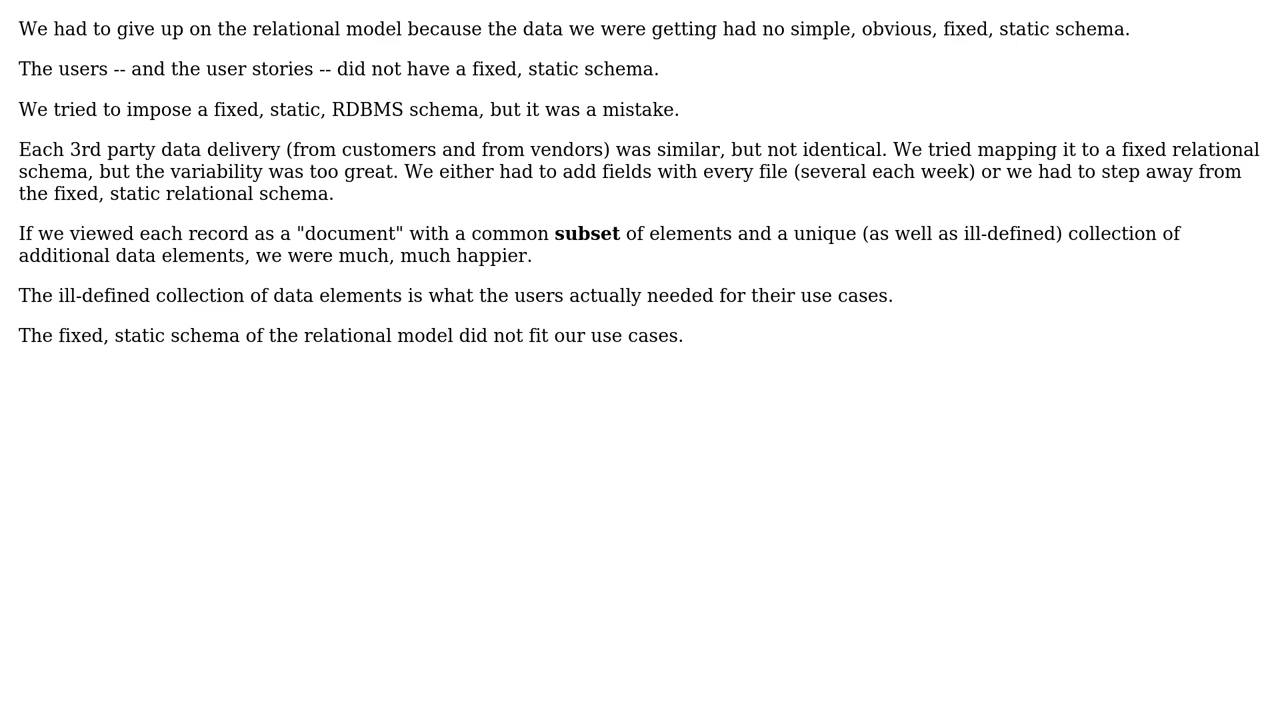 We had to give up on the relational model because the data we were getting had no simple, obvious, fixed, static schema.
The users -- and the user stories -- did not have a fixed, static schema.
We tried to impose a fixed, static, RDBMS schema, but it was a mistake.
Each 3rd party data delivery (from customers and from vendors) was similar, but not identical. We tried mapping it to a fixed relational
schema, but the variability was too great. We either had to add fields with every file (several each week) or we had to step away from
the fixed, static relational schema.
If we viewed each record as a "document" with a common subset of elements and a unique (as well as ill-defined) collection of
additional data elements, we were much, much happier.
The ill-defined collection of data elements is what the users actually needed for their use cases.
The fixed, static schema of the relational model did not fit our use cases.